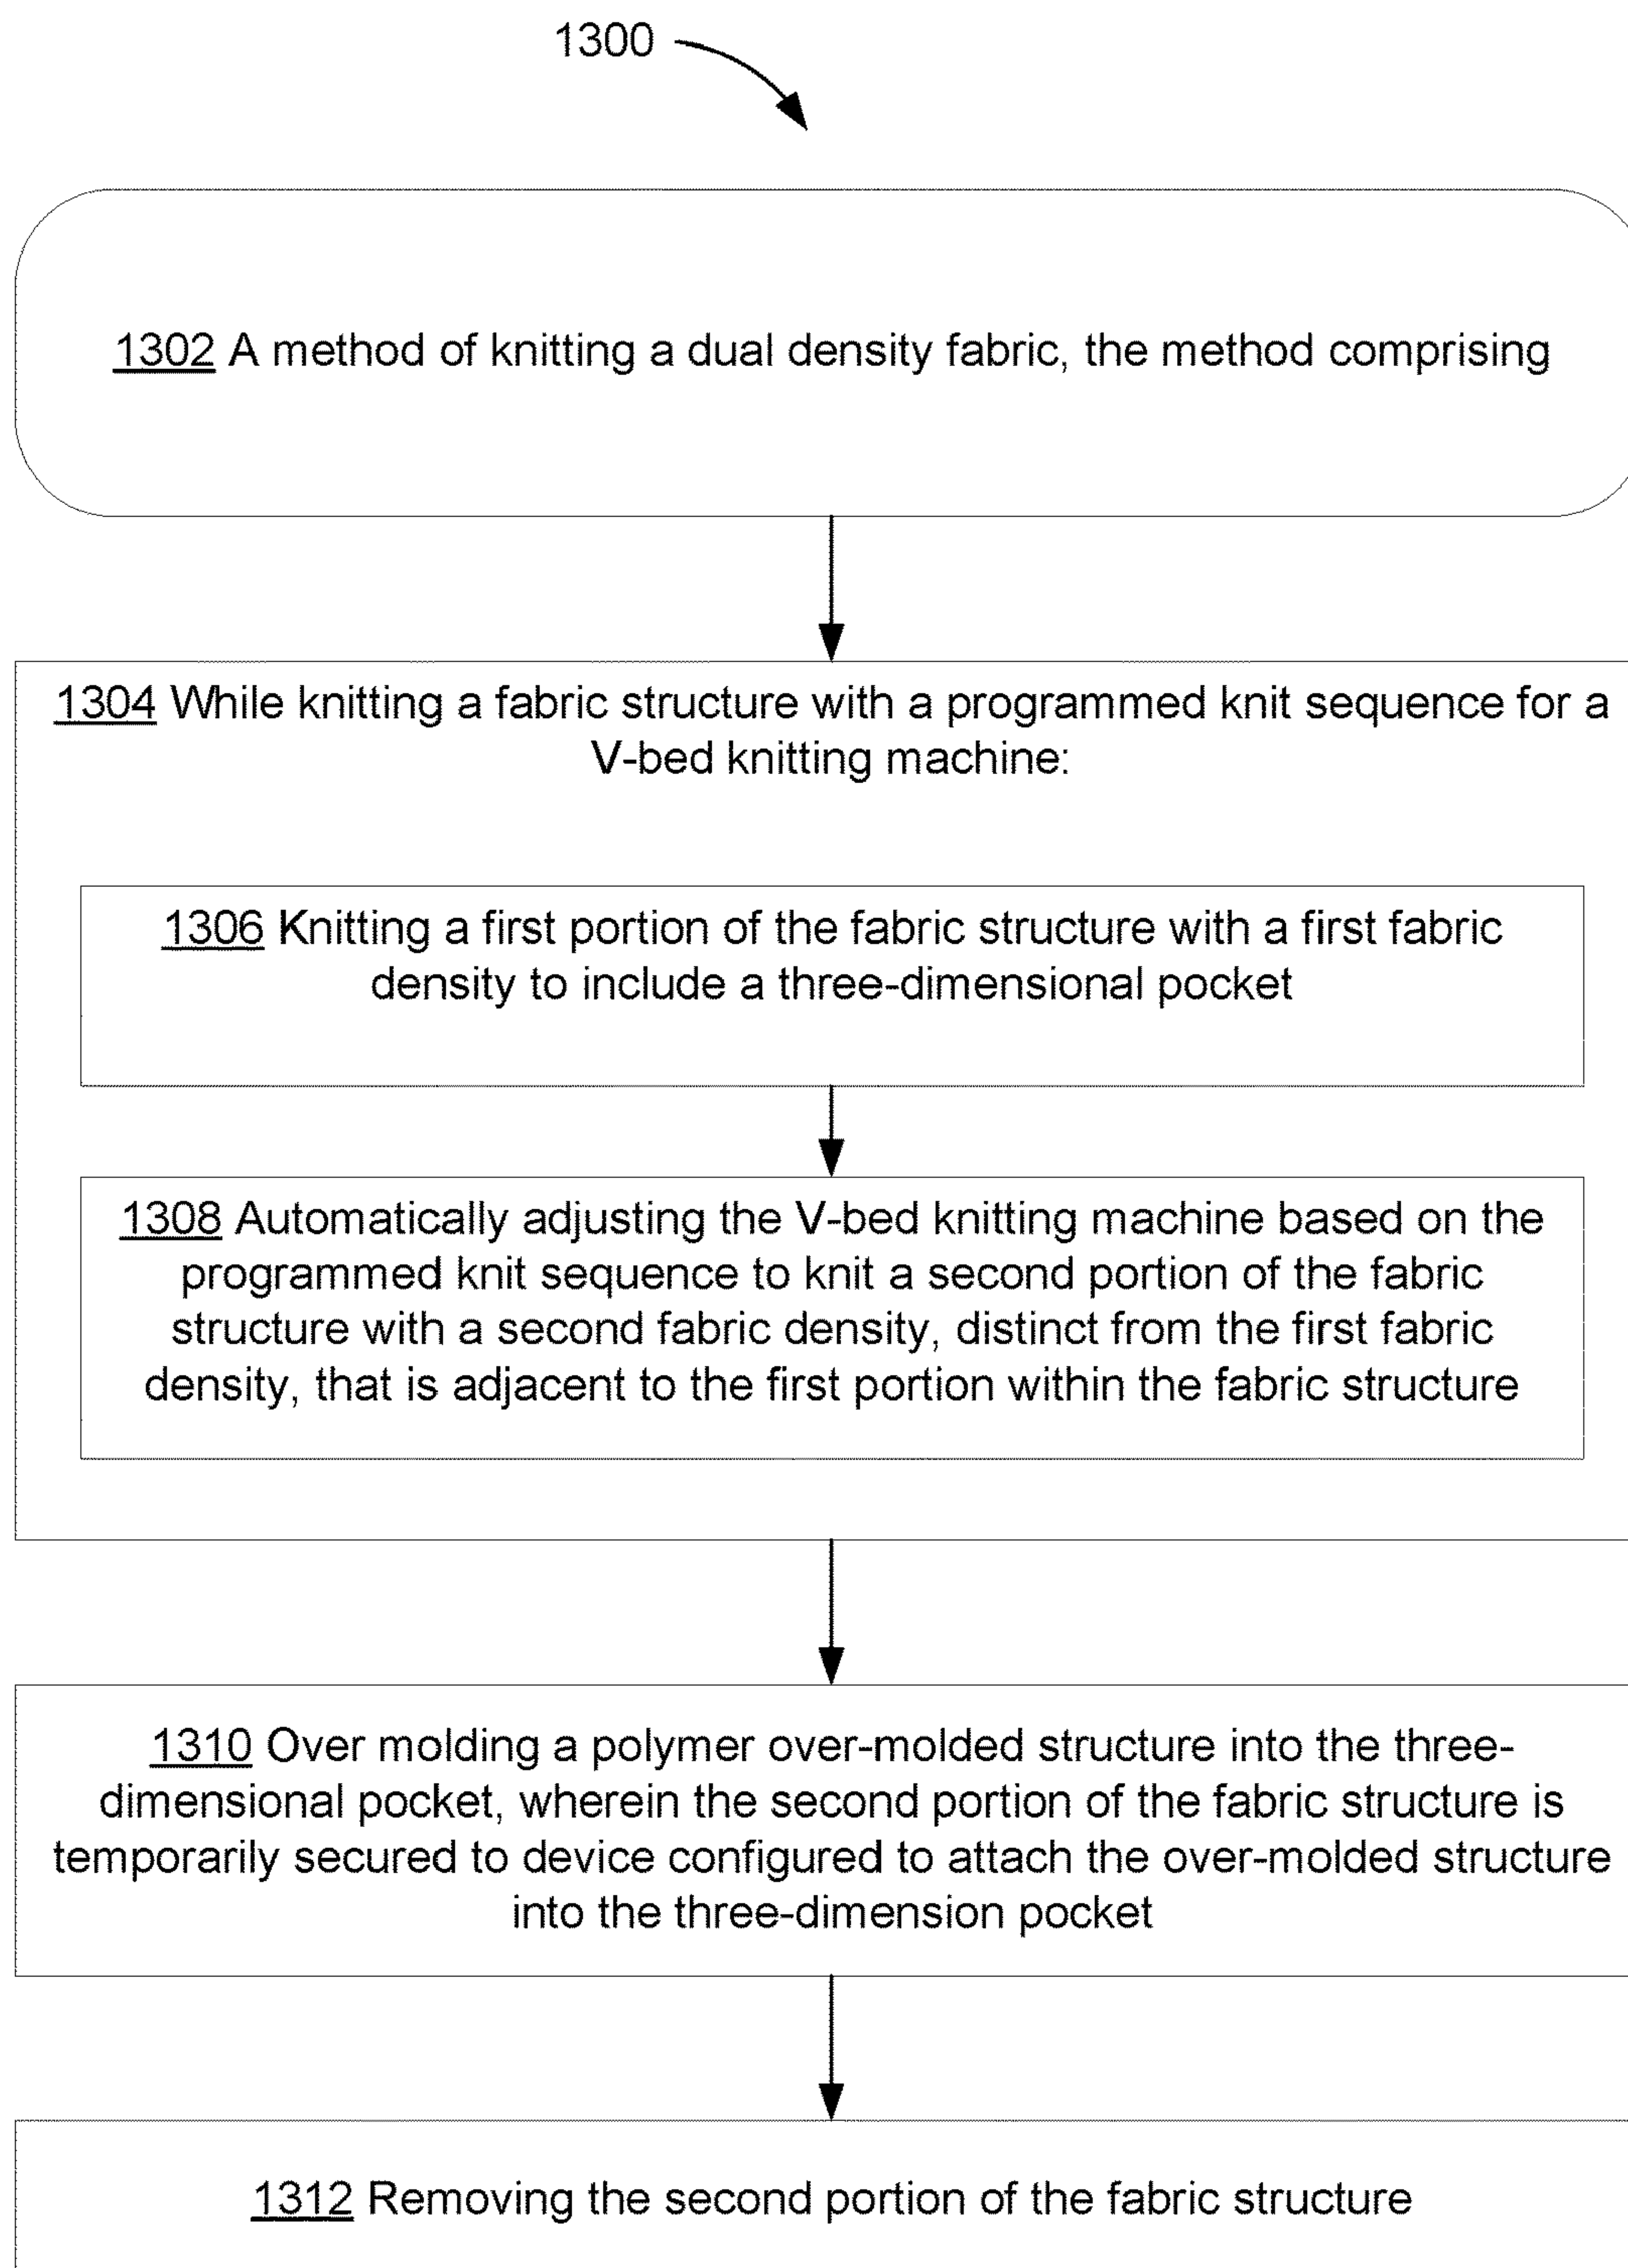 1300
1302 A method of knitting a dual density fabric, the method comprising
1304 While knitting a fabric structure with a programmed knit sequence for a
V-bed knitting machine:
1306 Knitting a first portion of the fabric structure with a first fabric
density to include a three-dimensional pocket
1308 Automatically adjusting the V-bed knitting machine based on the
programmed knit sequence to knit a second portion of the fabric
structure with a second fabric density, distinct from the first fabric
density, that is adjacent to the first portion within the fabric structure
1310 Over molding a polymer over-molded structure into the three-
dimensional pocket, wherein the second portion of the fabric structure is
temporarily secured to device configured to attach the over-molded structure
into the three-dimension pocket
1312 Removing the second portion of the fabric structure